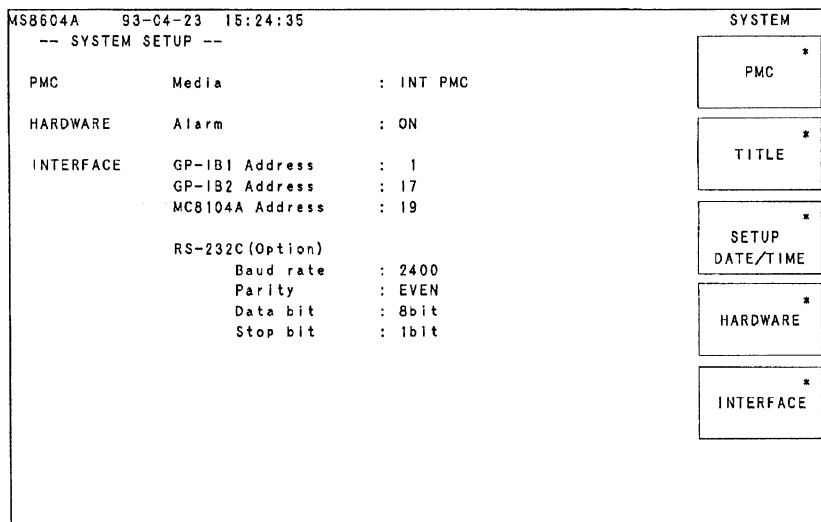 MS8604A 93-04-23 15:24:35
-- SYSTEM SETUP --
PMC Media : INT PMC
HARDWARE Alarm : ON
INTERFACE GP-IB1 Address : 1
GP-IB2 Address : 17
MC8104A Address : 19
RS-232C(Option)
Baud rate : 2400
Parity : EVEN
Data bit : 8bit
Stop bit : 1bit
SYSTEM
*
PMC
*
TITLE
*
SETUP
DATE/TIME
*
HARDWARE
*
INTERFACE